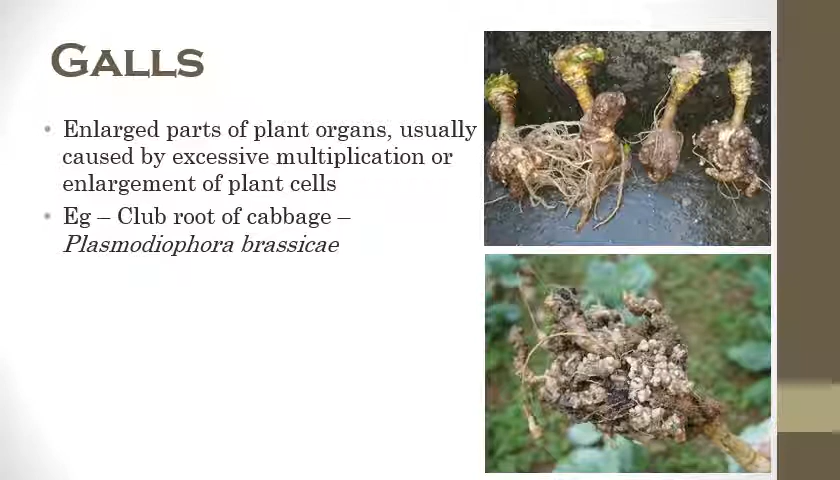 GALLS
• Enlarged parts of plant organs, usually
caused by excessive multiplication or
enlargement of plant cells
• Eg – Club root of cabbage –
Plasmodiophora brassicae